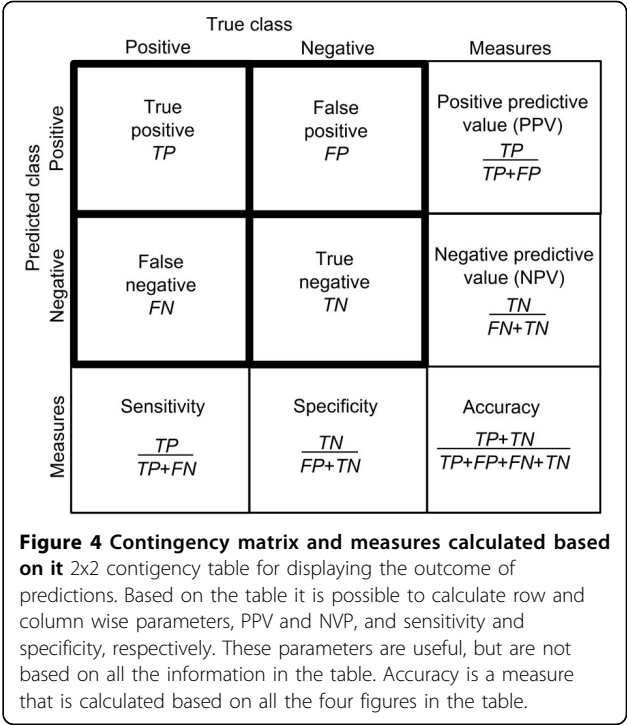 True class
Positive Negative Measures
Predicted class
Positive
True
positive
TP
False
positive
FP
Positive predictive
value (PPV)
TP
TP+FP
Negative
False
negative
FN
True
negative
TN
Negative predictive
value (NPV)
TN
FN+TN
Measures
Sensitivity
TP
TP+FN
Specificity
TN
FP+TN
Accuracy
TP+TN
TP+FP+FN+TN
Figure 4 Contingency matrix and measures calculated based
on it 2x2 contigency table for displaying the outcome of
predictions. Based on the table it is possible to calculate row and
column wise parameters, PPV and NVP, and sensitivity and
specificity, respectively. These parameters are useful, but are not
based on all the information in the table. Accuracy is a measure
that is calculated based on all the four figures in the table.